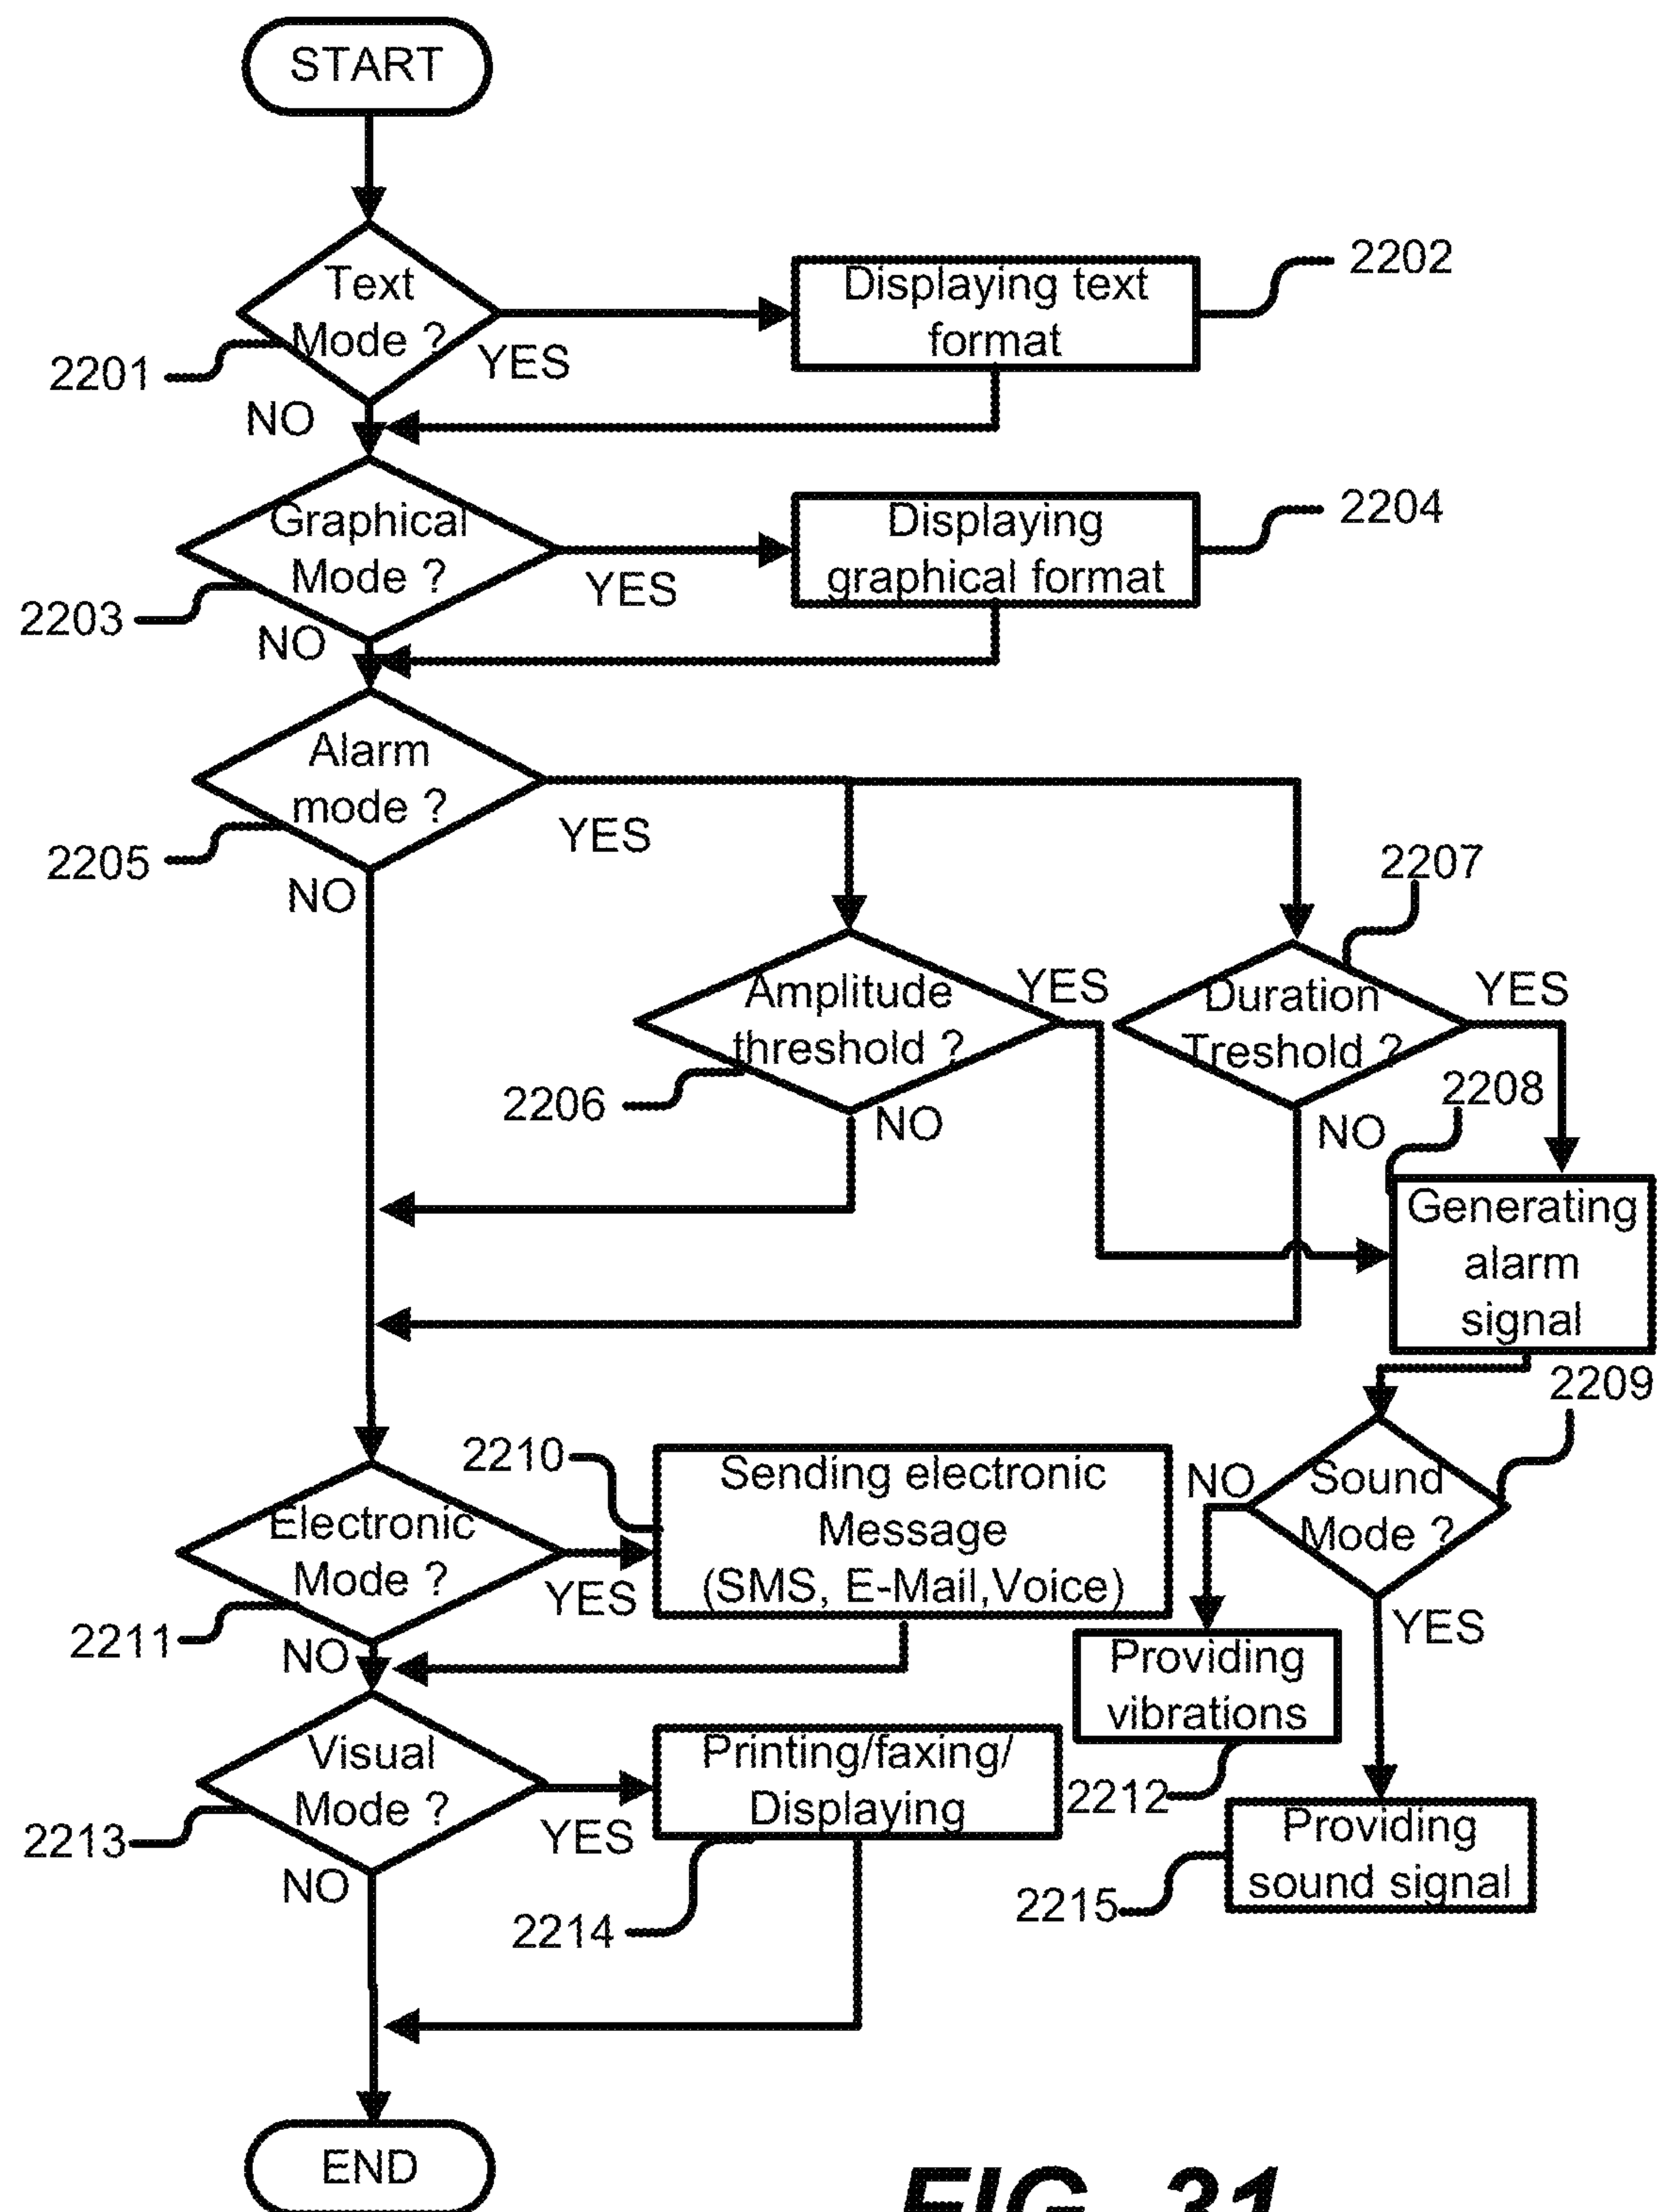 START
Text
Mode ?
2201
YES
NO
Displaying text
format
2202
Graphical
Mode ?
2203
YES
NO
Displaying
graphical format
2204
Alarm
mode ?
2205
YES
NO
2207
Amplitude
threshold ?
2206
YES
NO
Duration
Treshold ?
YES
NO
2208
Generating
alarm
signal
2209
Sound
Mode ?
NO
YES
2210
Sending electronic
Message
(SMS, E-Mail,Voice)
Electronic
Mode ?
2211
YES
NO
Providing
vibrations
2212
Visual
Mode ?
2213
YES
NO
Printing/faxing/
Displaying
2214
Providing
sound signal
2215
END
FIG. 31